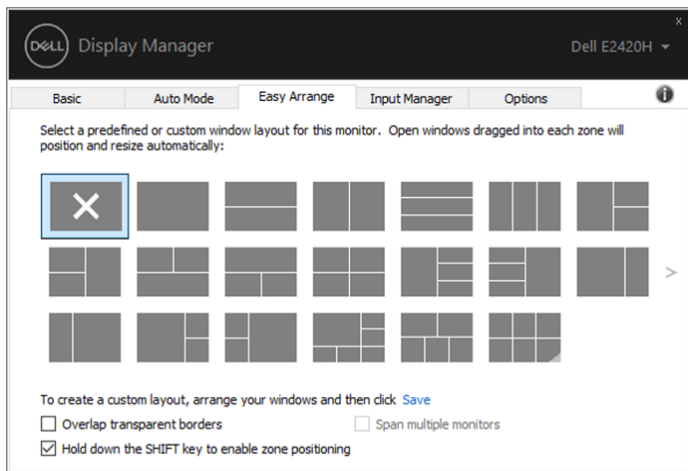 x
DELL Display Manager Dell E2420H
Basic Auto Mode Easy Arrange Input Manager Options
Select a predefined or custom window layout for this monitor. Open windows dragged into each zone will
position and resize automatically:
To create a custom layout, arrange your windows and then click Save
Overlap transparent borders Span multiple monitors
Hold down the SHIFT key to enable zone positioning